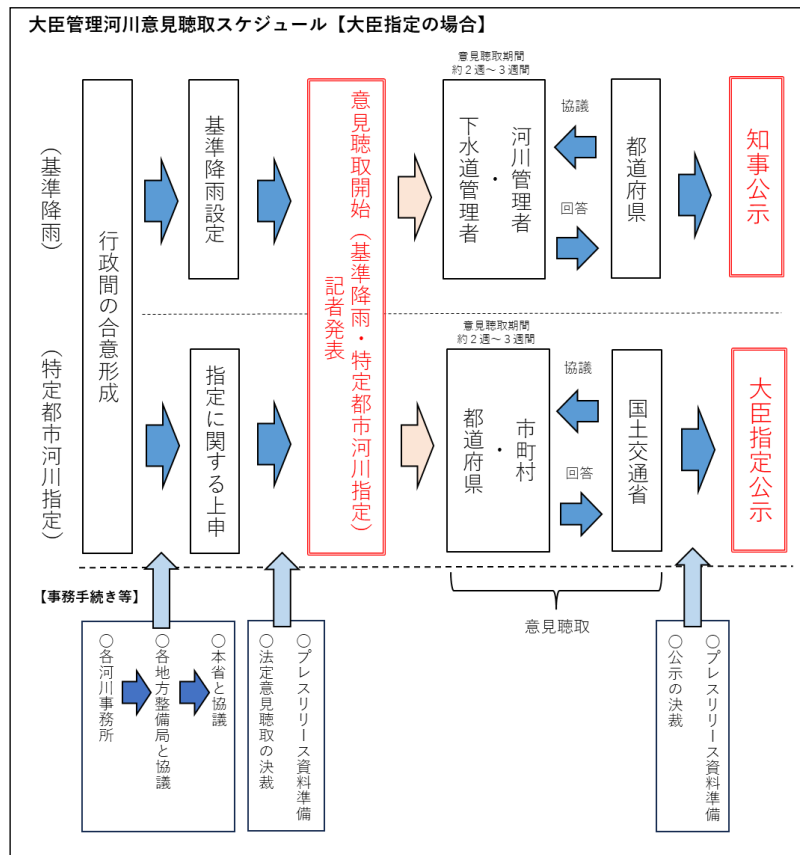 大臣管理河川意見聴取スケジュール【大臣指定の場合】
(基準降雨)
(特定都市河川指定)
行政間の合意形成
基準降雨設定
指定に関する上申
意見聴取開始(基準降雨・特定都市河川指定)
記者発表
意見聴取期間
約2週~3週間
河川管理者
・
下水道管理者
協議
回答
都道府県
知事公示
意見聴取期間
約2週~3週間
市町村
・
都道府県
協議
回答
国土交通省
大臣指定公示
意見聴取
【事務手続き等】
○各河川事務所
○各地方整備局と協議
○本省と協議
○プレスリリース資料準備
○法定意見聴取の決裁
○プレスリリース資料準備
○公示の決裁